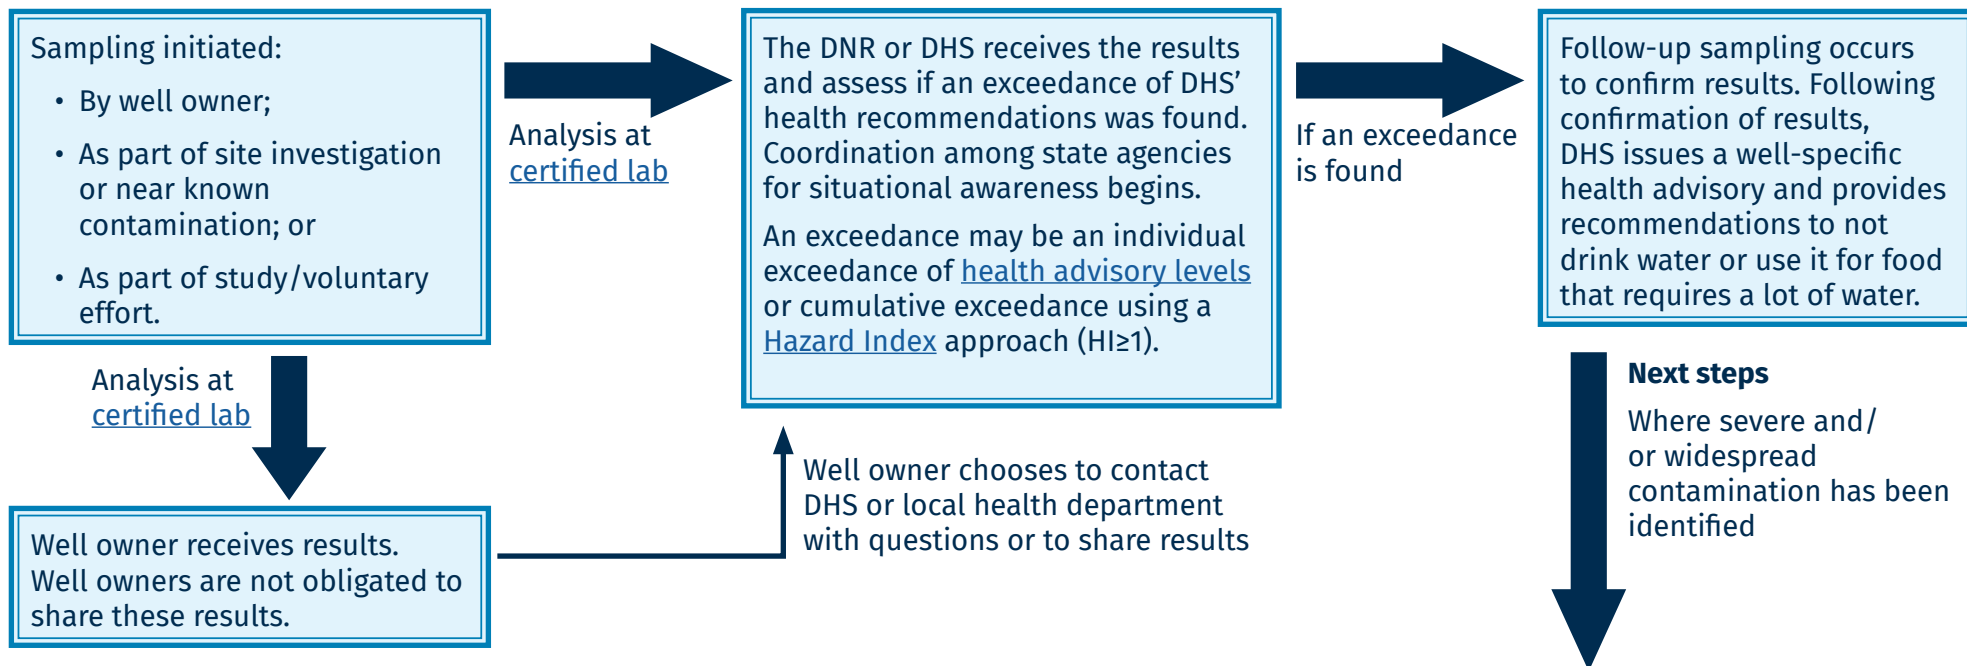 Sampling initiated:
• By well owner;
• As part of site investigation
or near known
contamination; or
• As part of study/voluntary
effort.
Analysis at
certified lab
The DNR or DHS receives the results
and assess if an exceedance of DHS’
health recommendations was found.
Coordination among state agencies
for situational awareness begins.
An exceedance may be an individual
exceedance of health advisory levels
or cumulative exceedance using a
Hazard Index approach (HI≥1).
If an exceedance
is found
Follow-up sampling occurs
to confirm results. Following
confirmation of results,
DHS issues a well-specific
health advisory and provides
recommendations to not
drink water or use it for food
that requires a lot of water.
Analysis at
certified lab
Well owner receives results.
Well owners are not obligated to
share these results.
Well owner chooses to contact
DHS or local health department
with questions or to share results
Next steps
Where severe and/
or widespread
contamination has been
identified